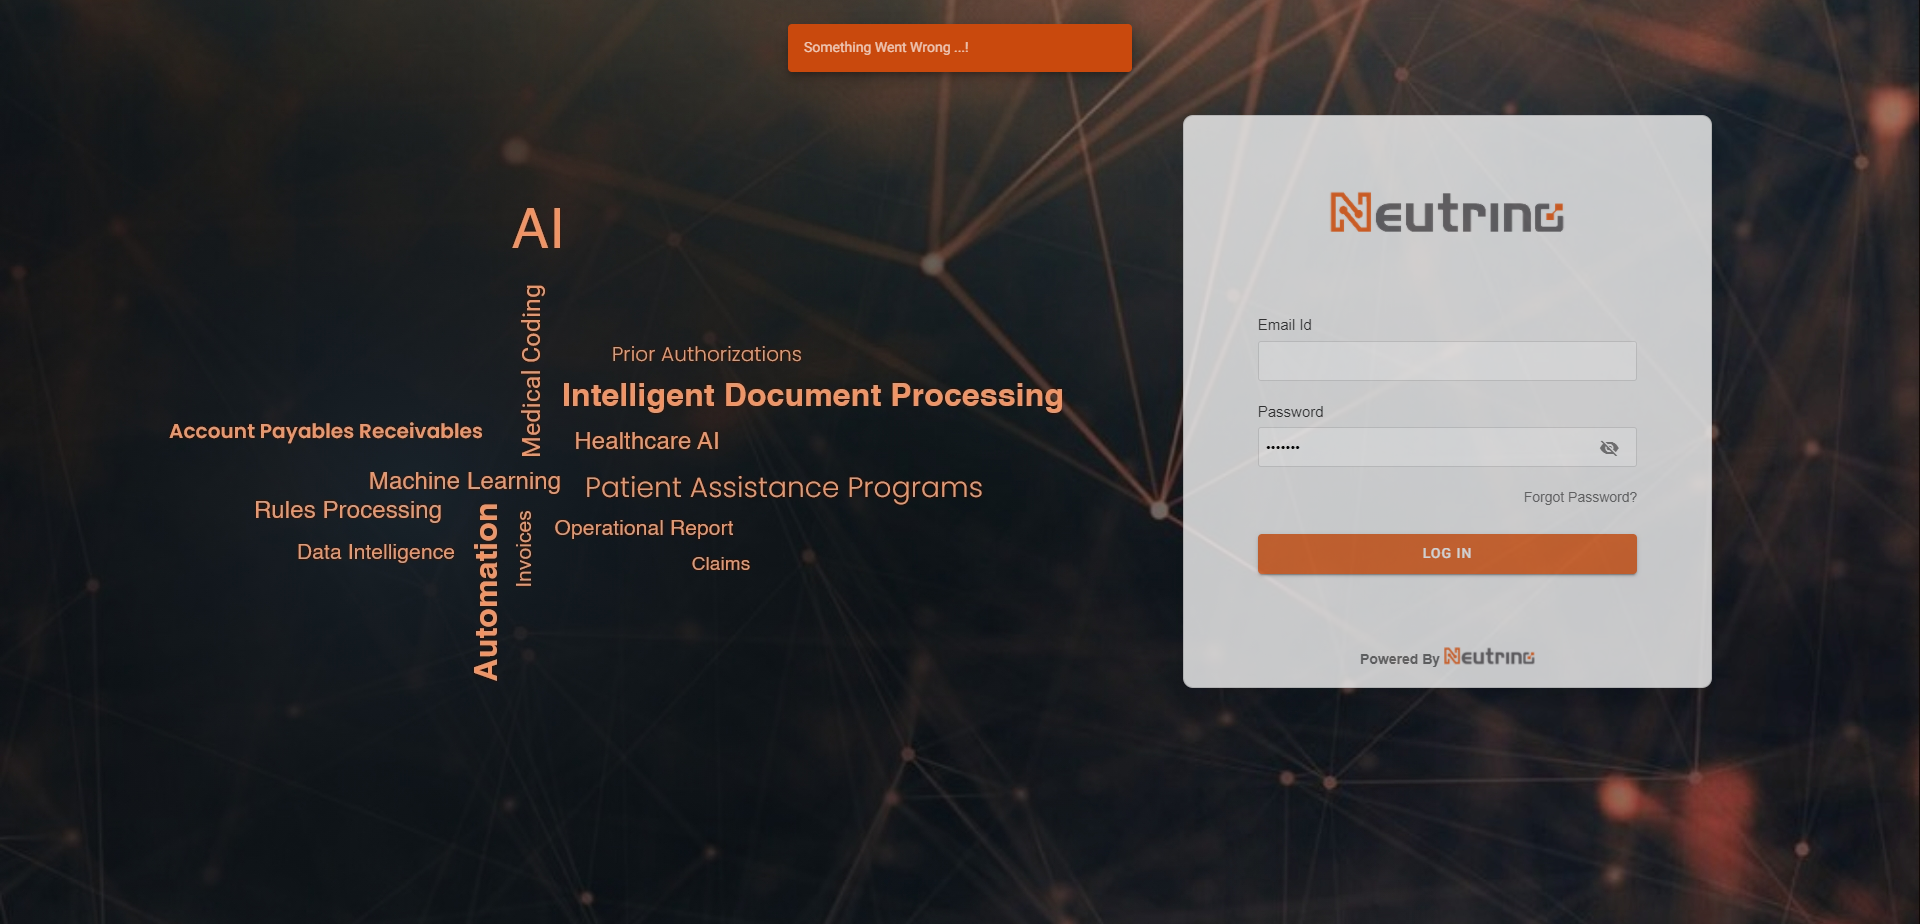 Something Went Wrong ...!
AI
Medical Coding
Prior Authorizations
Intelligent Document Processing
Account Payables Receivables
Healthcare AI
Machine Learning
Patient Assistance Programs
Rules Processing
Automation
Invoices
Operational Report
Data Intelligence
Claims
Neutrino
Email Id
Password
•••••••
Forgot Password?
LOG IN
Powered By Neutrino